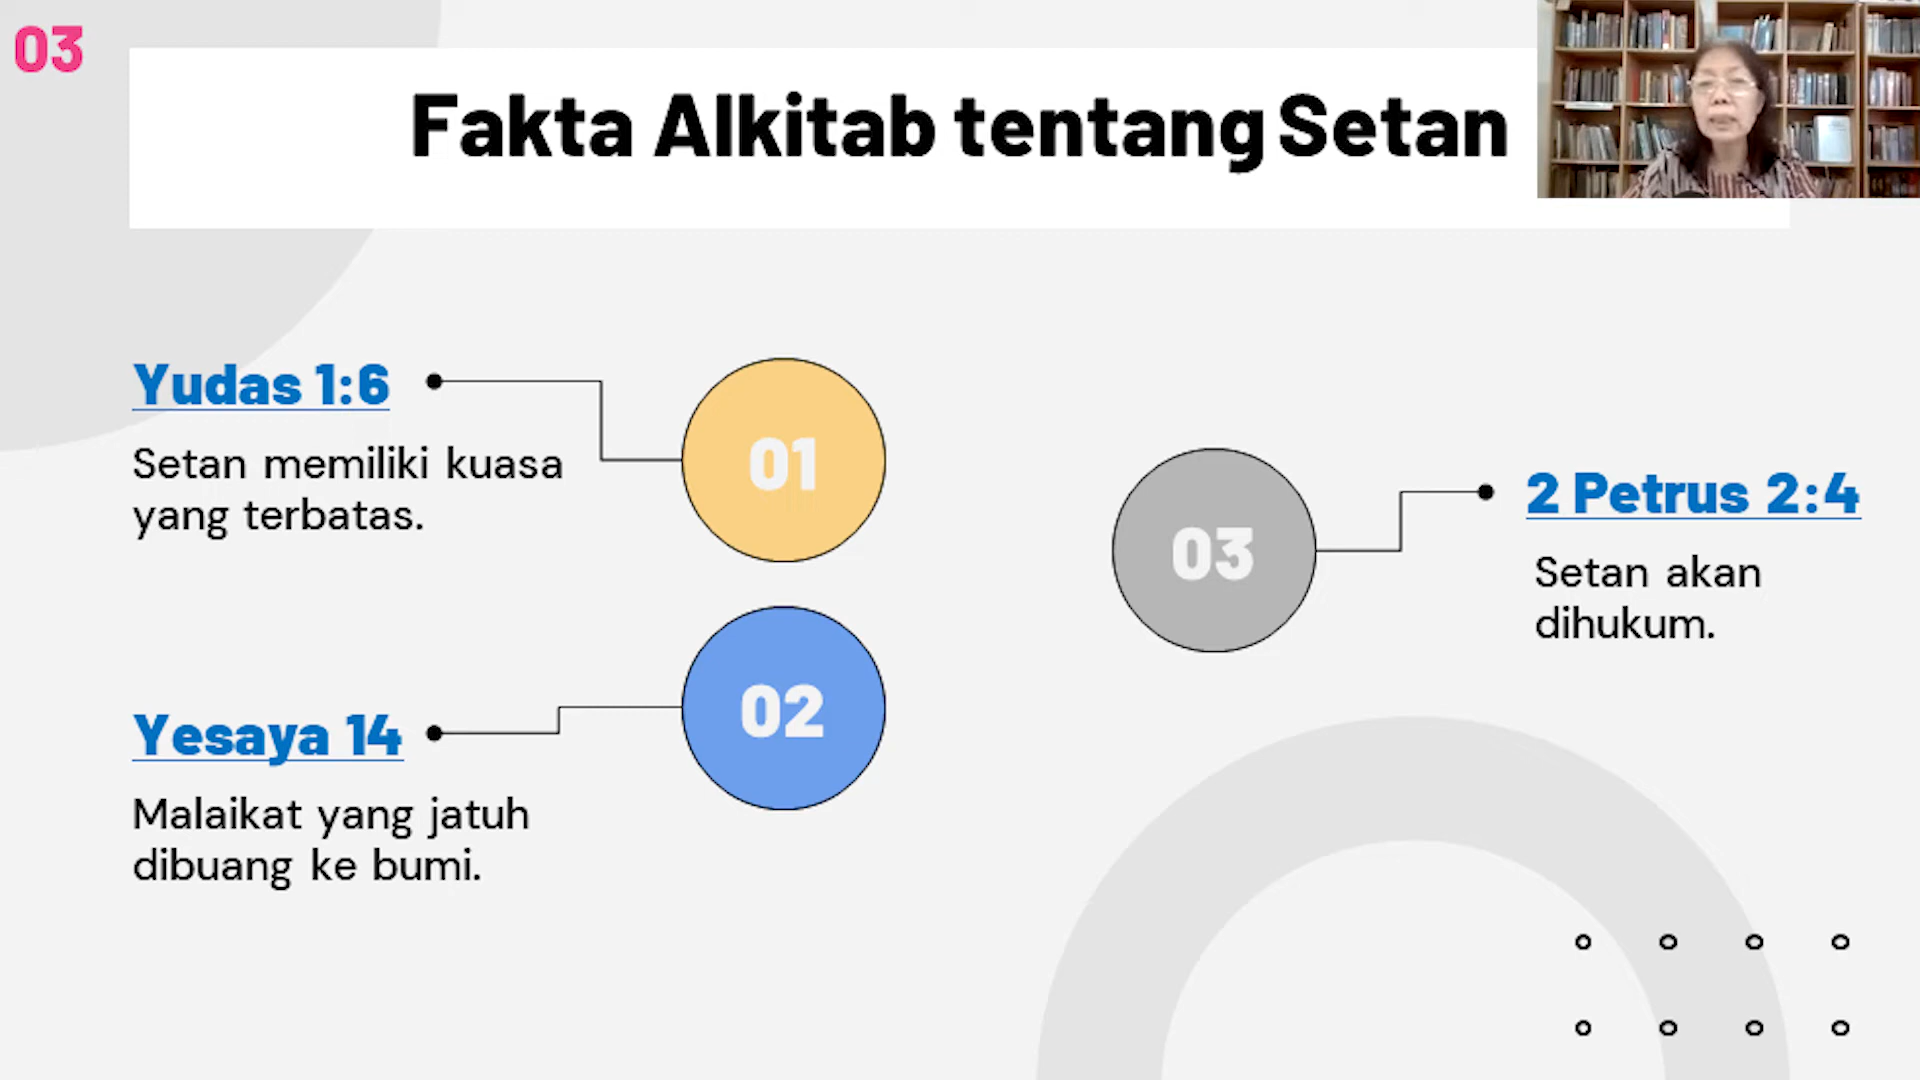 03
Fakta Alkitab tentang Setan
Yudas 1:6
Setan memiliki kuasa
yang terbatas.
01
Yesaya 14
Malaikat yang jatuh
dibuang ke bumi.
02
03
2 Petrus 2:4
Setan akan
dihukum.